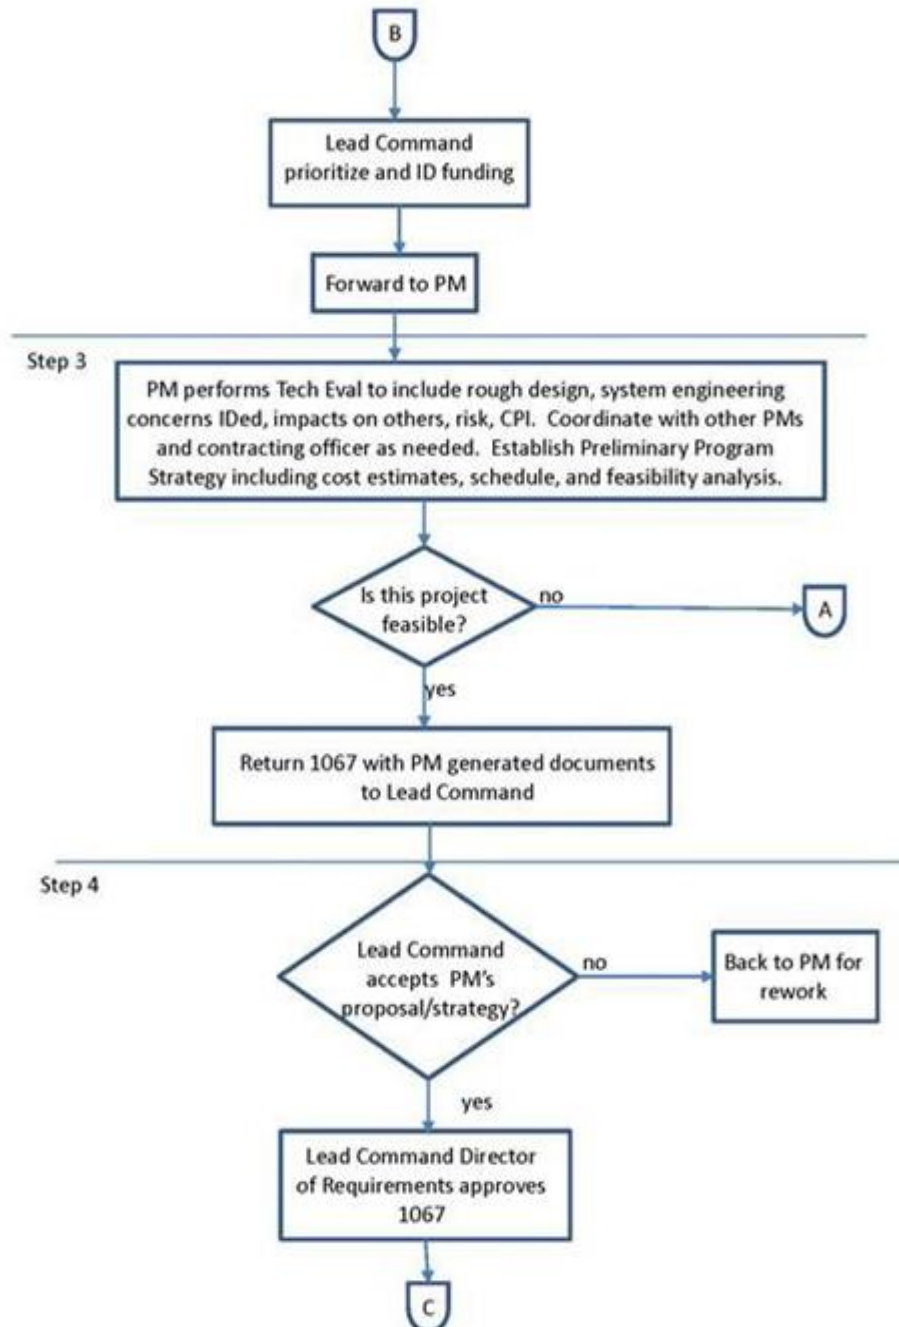 B
Lead Command
prioritize and ID funding
Forward to PM
Step 3
PM performs Tech Eval to include rough design, system engineering
concerns IDed, impacts on others, risk, CPI.  Coordinate with other PMs
and contracting officer as needed.  Establish Preliminary Program
Strategy including cost estimates, schedule, and feasibility analysis.
Is this project
feasible?
no
A
yes
Return 1067 with PM generated documents
to Lead Command
Step 4
Lead Command
accepts PM's
proposal/strategy?
no
Back to PM for
rework
yes
Lead Command Director
of Requirements approves
1067
C